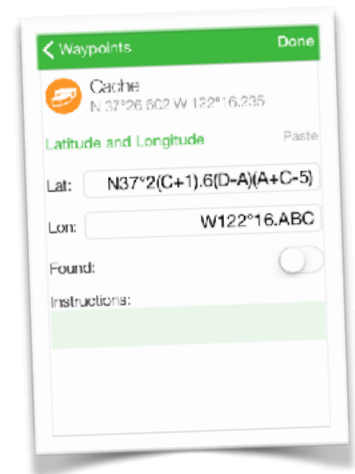 Waypoints
Done
Cache
N 37°26.602 W 122°16.235
Latitude and Longitude
Paste
Lat: N37°2(C+1).6(D-A)(A+C-5)
Lon: W122°16.ABC
Found:
Instructions: